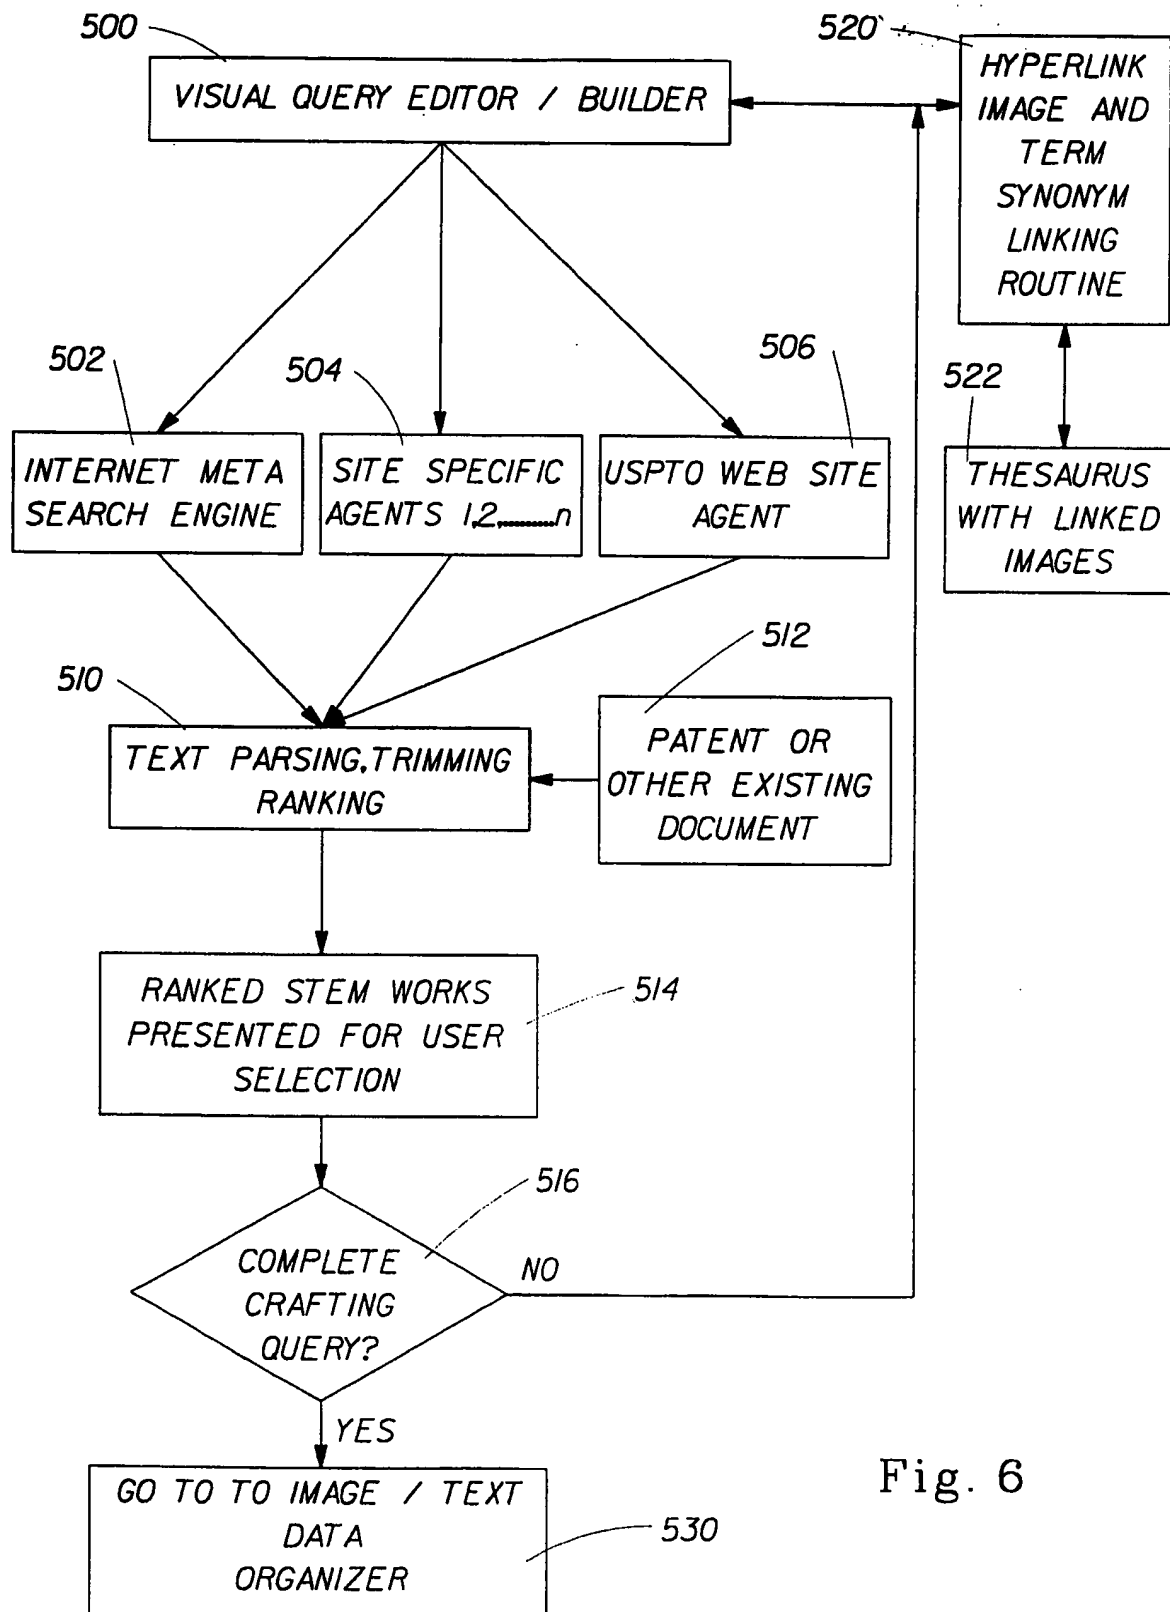 500
VISUAL QUERY EDITOR / BUILDER
520
HYPERLINK
IMAGE AND
TERM
SYNONYM
LINKING
ROUTINE
502
INTERNET META
SEARCH ENGINE
504
SITE SPECIFIC
AGENTS 1,2,..........n
506
USPTO WEB SITE
AGENT
522
THESAURUS
WITH LINKED
IMAGES
510
TEXT PARSING,TRIMMING
RANKING
512
PATENT OR
OTHER EXISTING
DOCUMENT
RANKED STEM WORKS
PRESENTED FOR USER
SELECTION
514
516
COMPLETE
CRAFTING
QUERY?
NO
YES
GO TO TO IMAGE / TEXT
DATA
ORGANIZER
530
Fig. 6